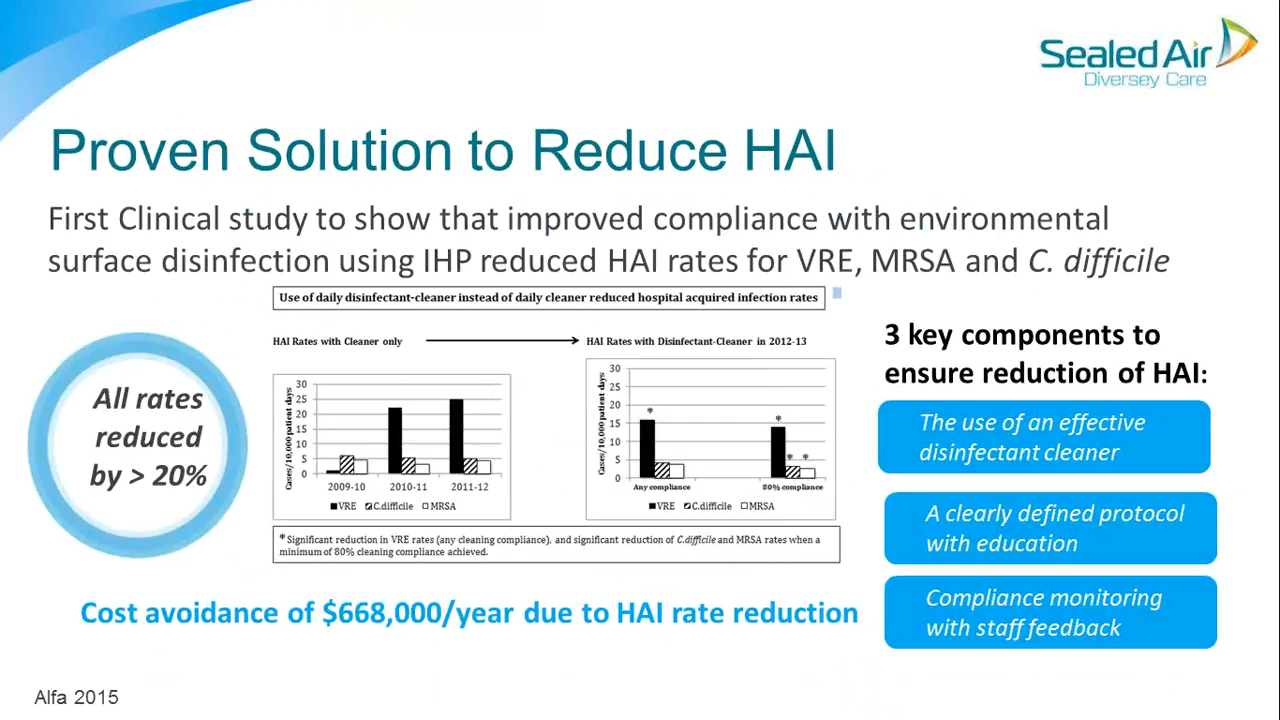 Sealed Air
Diversey Care
Proven Solution to Reduce HAI
First Clinical study to show that improved compliance with environmental
surface disinfection using IHP reduced HAI rates for VRE, MRSA and C. difficile
Use of daily disinfectant-cleaner instead of daily cleaner reduced hospital acquired infection rates
All rates
reduced
by > 20%
HAI Rates with Cleaner only
Cases/10,000 patient days
30
25
20
15
10
5
0
2009-10 2010-11 2011-12
VRE C.difficile MRSA
HAI Rates with Disinfectant-Cleaner in 2012-13
Cases/10,000 patient days
30
25
20
15
10
5
0
*
*
* *
Any compliance 80% compliance
VRE C.difficile MRSA
* Significant reduction in VRE rates (any cleaning compliance), and significant reduction of C.difficile and MRSA rates when a
minimum of 80% cleaning compliance achieved.
3 key components to
ensure reduction of HAI:
The use of an effective
disinfectant cleaner
A clearly defined protocol
with education
Compliance monitoring
with staff feedback
Cost avoidance of $668,000/year due to HAI rate reduction
Alfa 2015